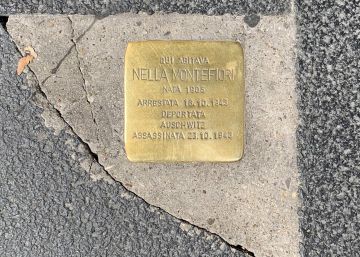 QUI ABITAVA
NELLA MONTEFIORI
NATA 1905
ARRESTATA 16.10.1943
DEPORTATA
AUSCHWITZ
ASSASSINATA 23.10.1943